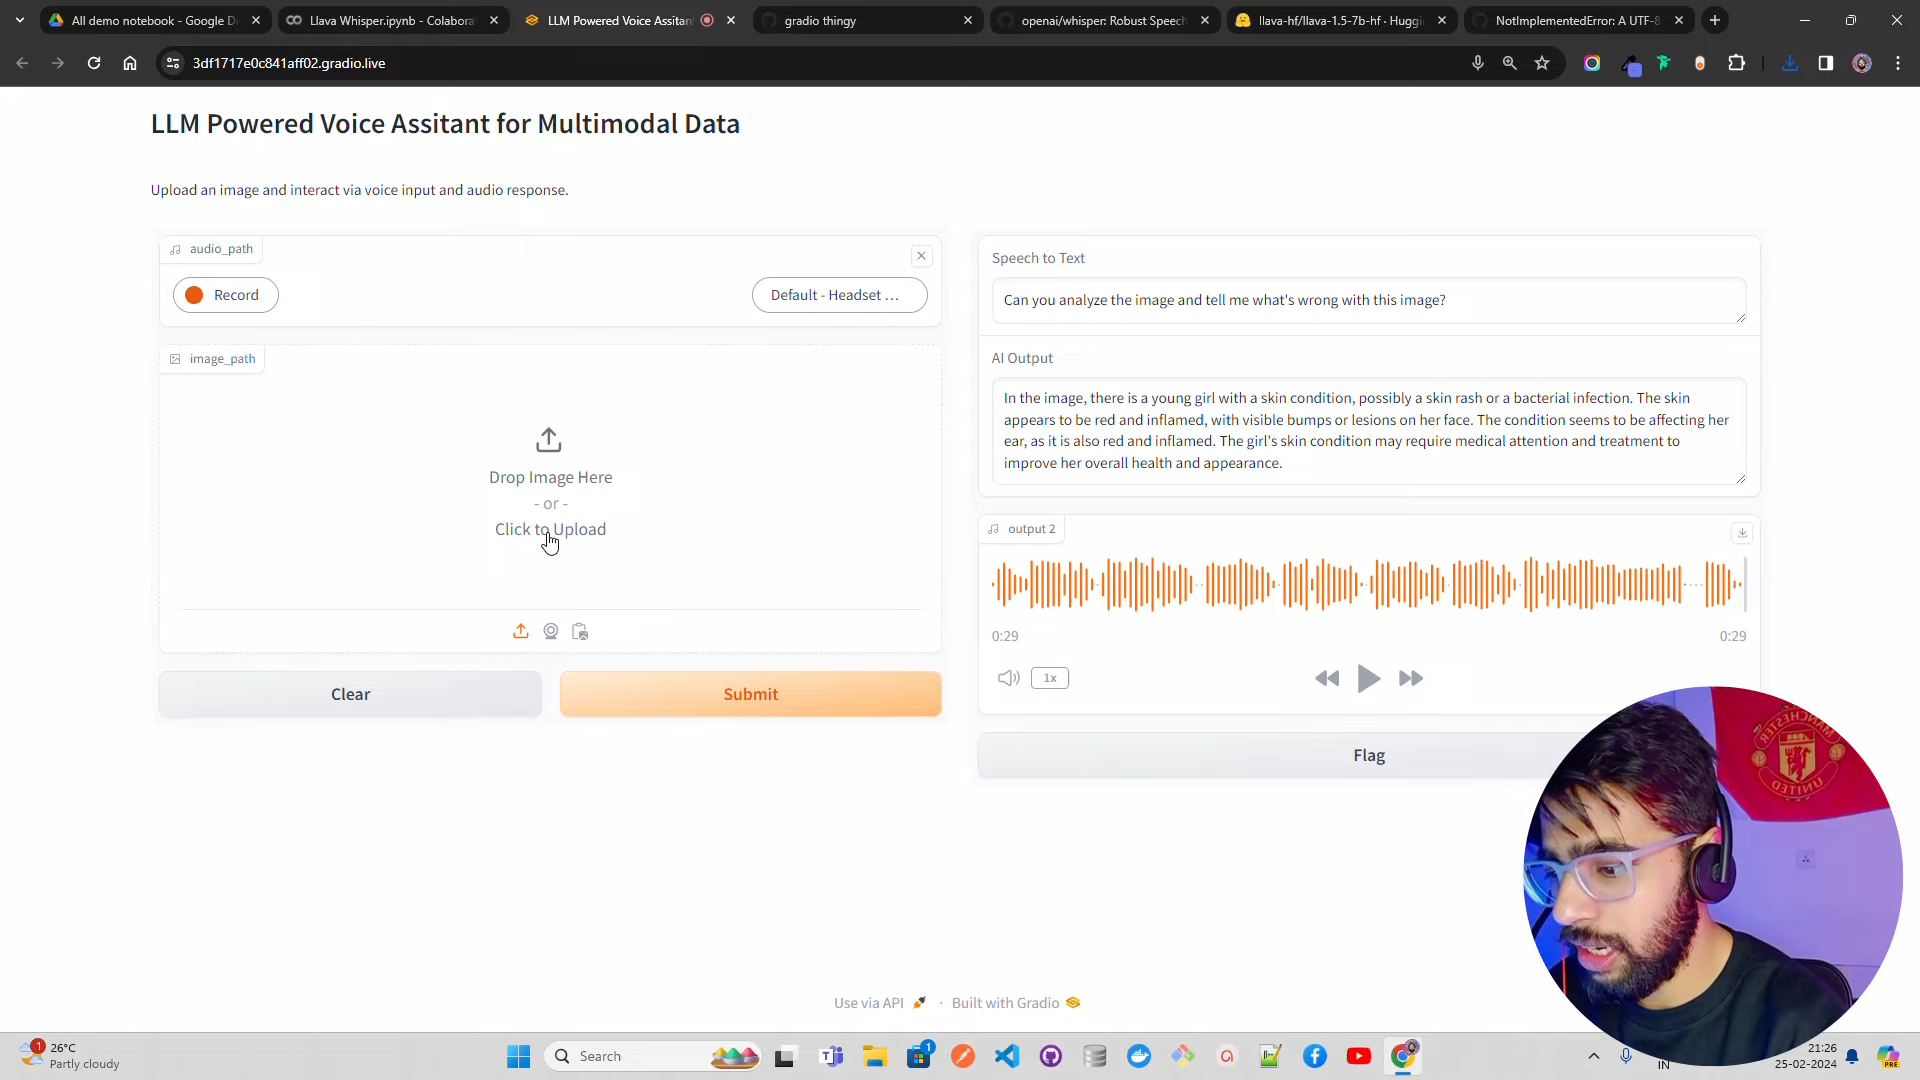 All demo notebook - Google D
Llava Whisper.ipynb - Colabora
LLM Powered Voice Assitan
gradio thingy
openai/whisper: Robust Speech
llava-hf/llava-1.5-7b-hf · Huggi
NotImplementedError: A UTF-8
3df1717e0c841aff02.gradio.live
LLM Powered Voice Assitant for Multimodal Data
Upload an image and interact via voice input and audio response.
audio_path
Record
Default - Headset ...
image_path
Drop Image Here
- or -
Click to Upload
Clear
Submit
Speech to Text
Can you analyze the image and tell me what's wrong with this image?
AI Output
In the image, there is a young girl with a skin condition, possibly a skin rash or a bacterial infection. The skin
appears to be red and inflamed, with visible bumps or lesions on her face. The condition seems to be affecting her
ear, as it is also red and inflamed. The girl's skin condition may require medical attention and treatment to
improve her overall health and appearance.
output 2
0:29
0:29
1x
Flag
MANCHESTER
UNITED
Use via API · Built with Gradio
1
26°C
Partly cloudy
Search
1
IN
21:26
25-02-2024
PRE